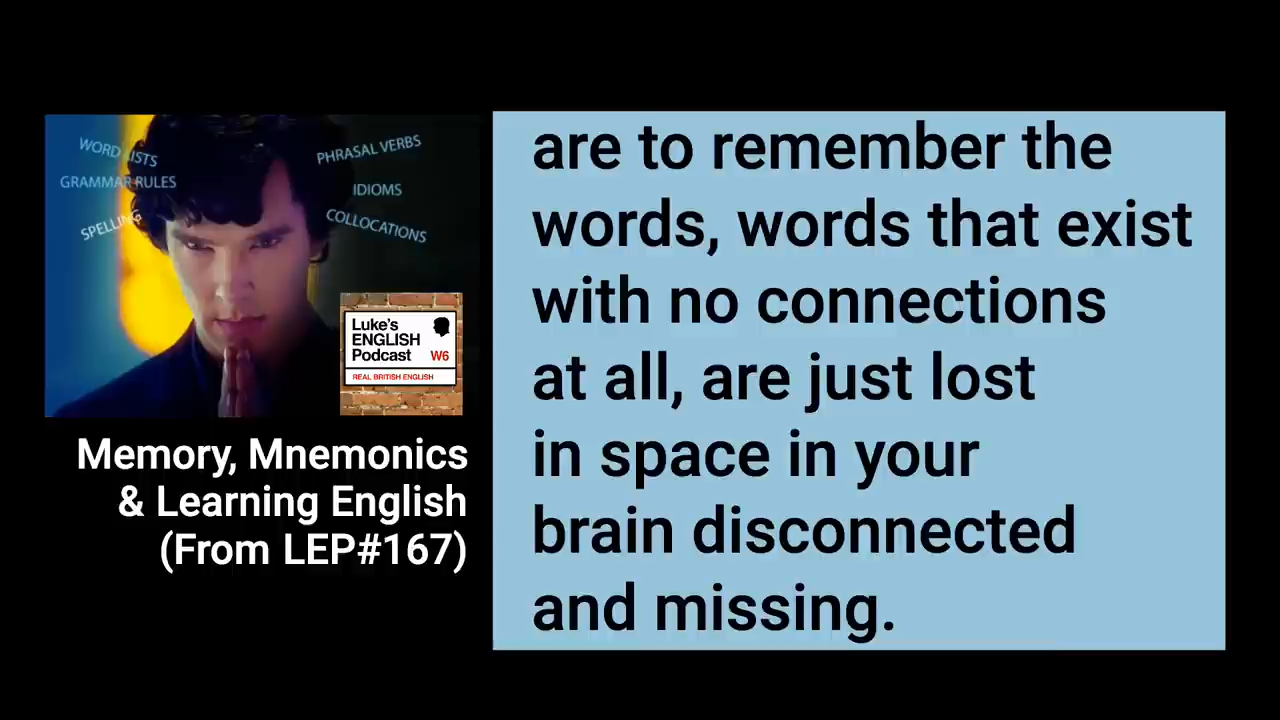 WORD LISTS
GRAMMAR RULES
SPELLING
PHRASAL VERBS
IDIOMS
COLLOCATIONS
Luke's
ENGLISH
Podcast W6
REAL BRITISH ENGLISH
Memory, Mnemonics
& Learning English
(From LEP#167)
are to remember the
words, words that exist
with no connections
at all, are just lost
in space in your
brain disconnected
and missing.